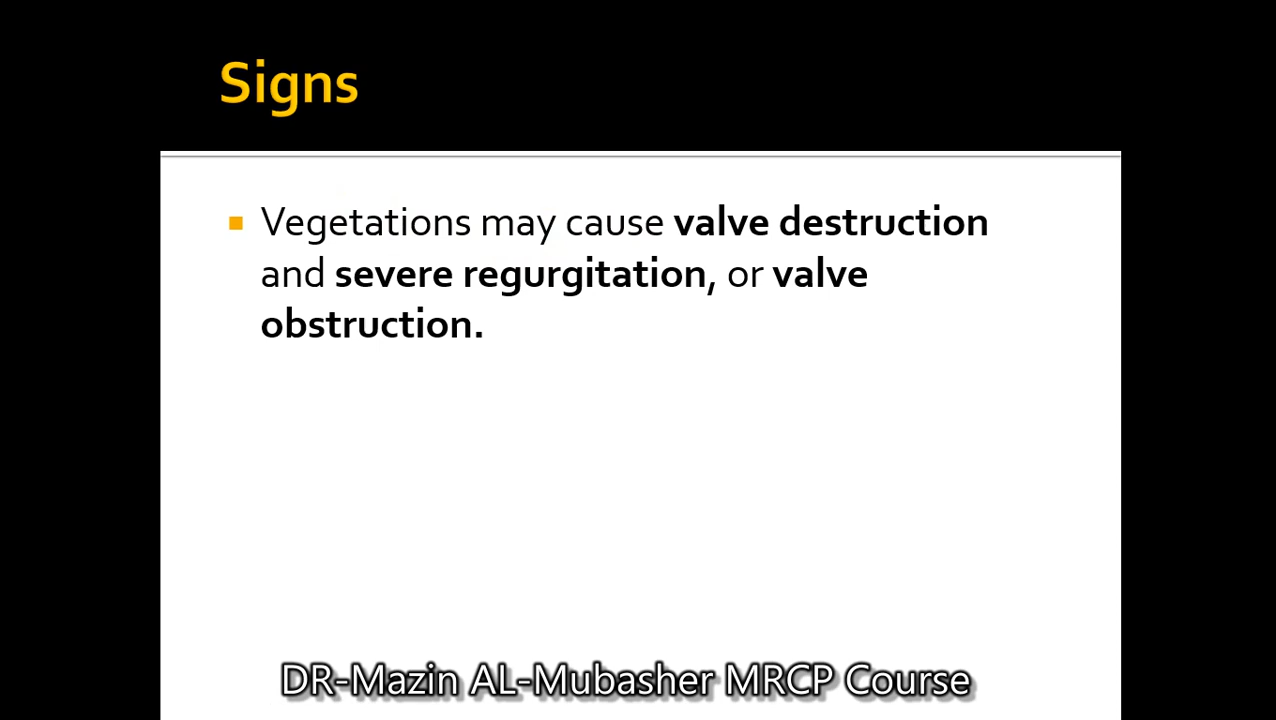 Signs
Vegetations may cause valve destruction
and severe regurgitation, or valve
obstruction.
DR-Mazin AL-Mubasher MRCP Course